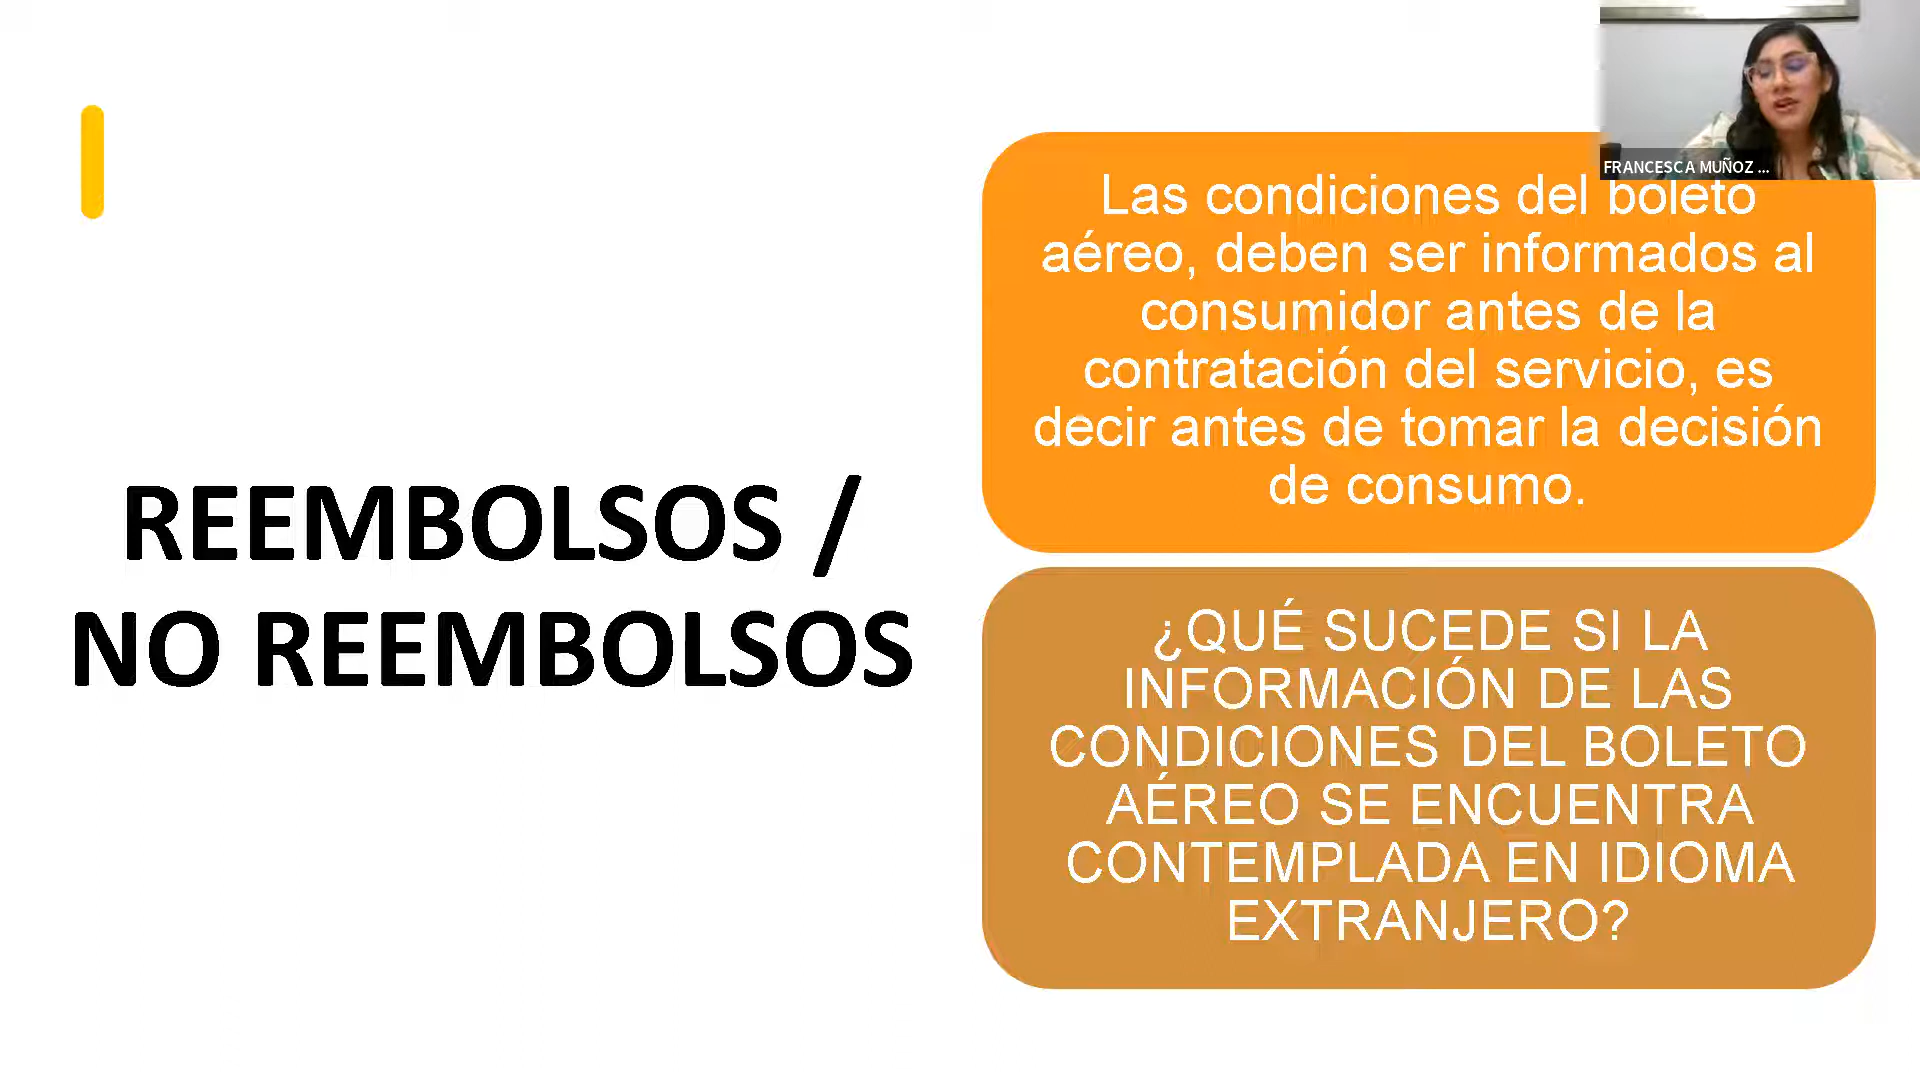 FRANCESCA MUÑOZ ...
Las condiciones del boleto
aéreo, deben ser informados al
consumidor antes de la
contratación del servicio, es
decir antes de tomar la decisión
de consumo.
REEMBOLSOS /
NO REEMBOLSOS
¿QUÉ SUCEDE SI LA
INFORMACIÓN DE LAS
CONDICIONES DEL BOLETO
AÉREO SE ENCUENTRA
CONTEMPLADA EN IDIOMA
EXTRANJERO?